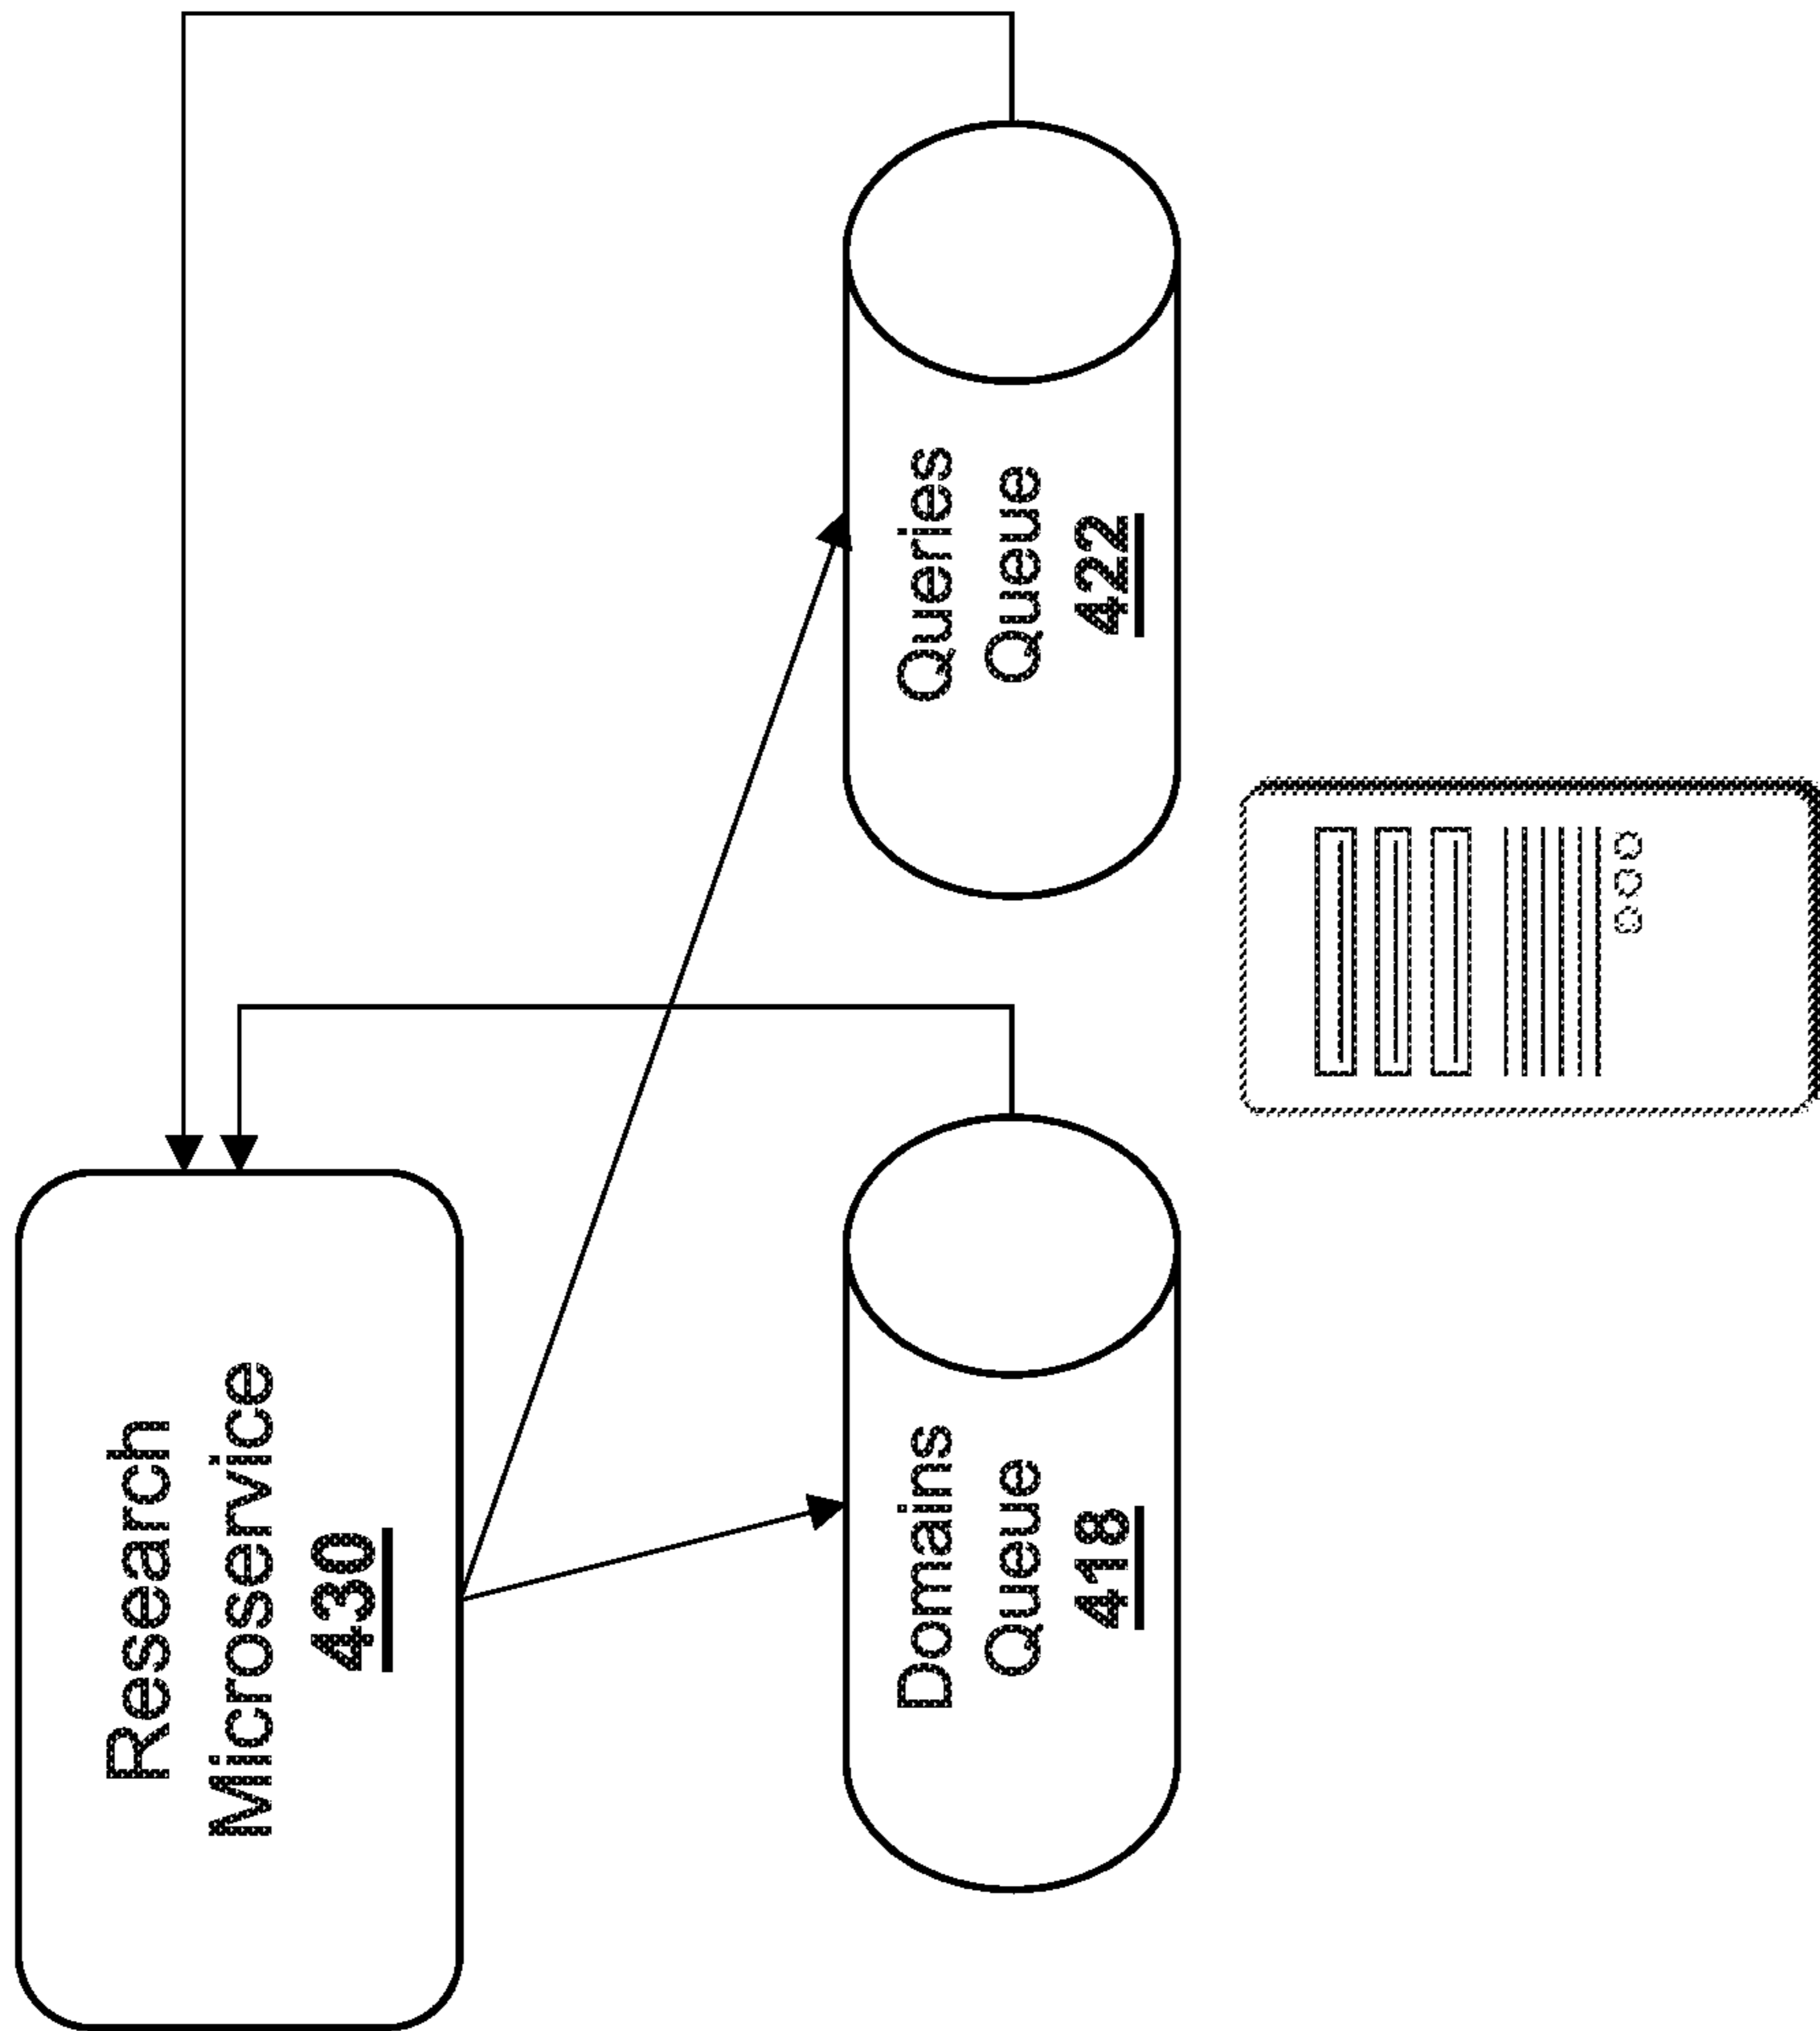 Research
Microservice
430
Domains
Queue
418
Queries
Queue
422